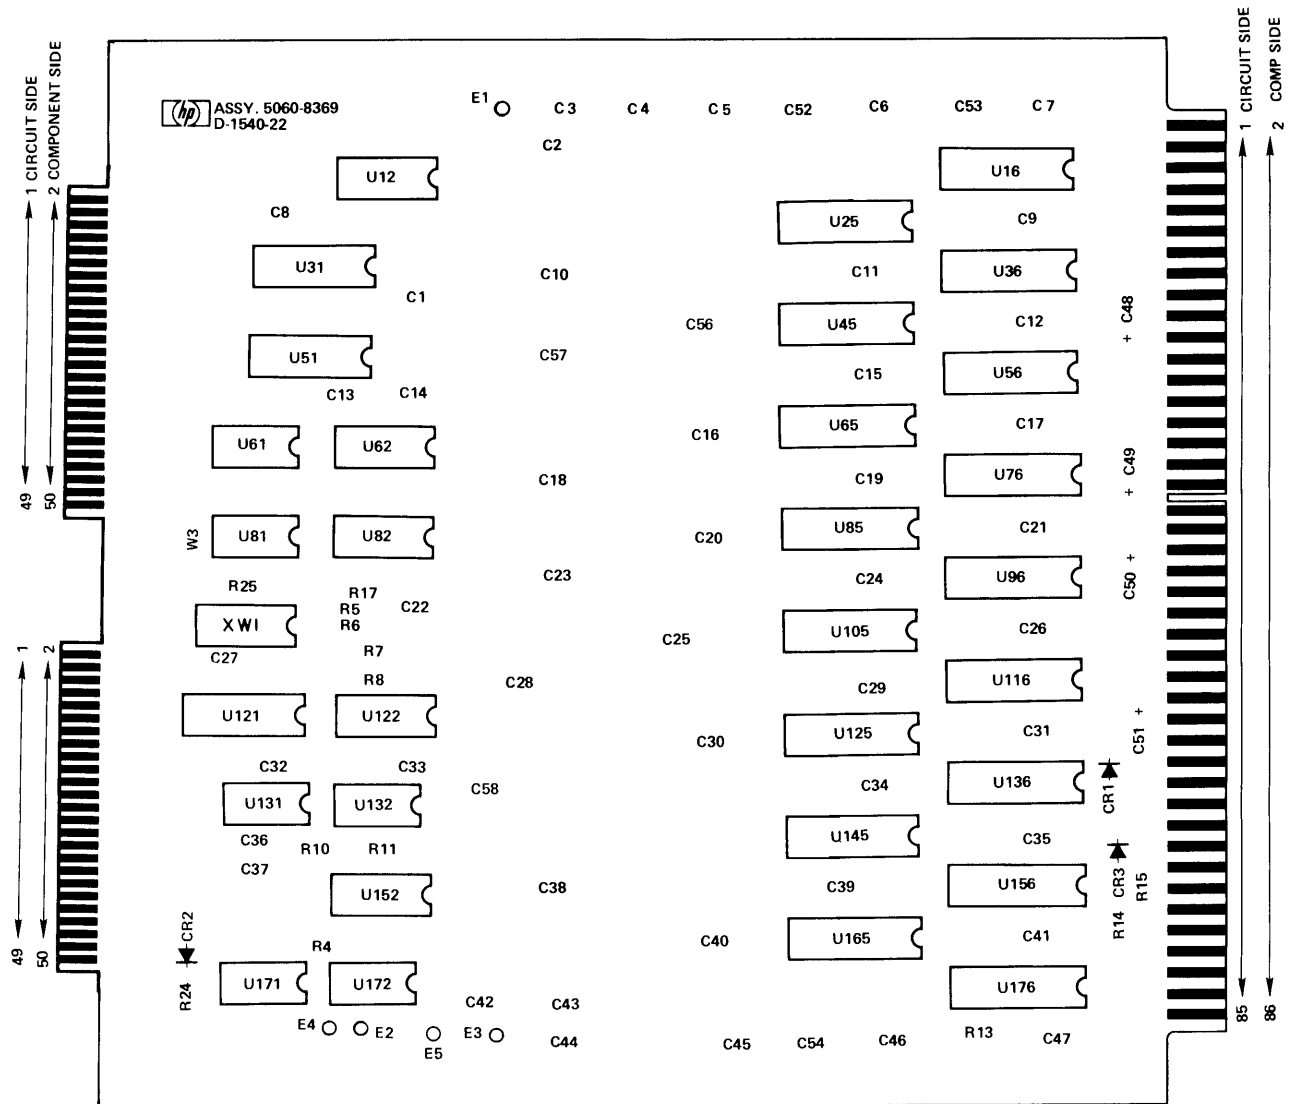 1 CIRCUIT SIDE
2 COMPONENT SIDE
hp
ASSY. 5060-8369
D-1540-22
E1
C3
C4
C5
C52
C6
C53
C7
1 CIRCUIT SIDE
2 COMP SIDE
C2
U12
U16
C8
U25
C9
U31
C10
C11
U36
C1
C56
U45
C12
+ C48
U51
C57
C15
U56
C13
C14
C16
U65
C17
U61
U62
C18
C19
U76
+ C49
49
50
W3
U81
U82
C20
U85
C21
R25
R17
C23
C24
U96
C50 +
R5
C22
R6
XWI
C25
U105
C26
1
2
C27
R7
R8
C28
C29
U116
U121
U122
C30
U125
C31
C51 +
C32
C33
C58
C34
U136
CR1
U131
U132
C36
R10
R11
U145
C35
C37
U152
C38
C39
U156
CR3
R15
R14
CR2
R4
C40
U165
C41
49
50
R24
U171
U172
C42
C43
U176
85
86
E4
E2
E5
E3
C44
C45
C54
C46
R13
C47